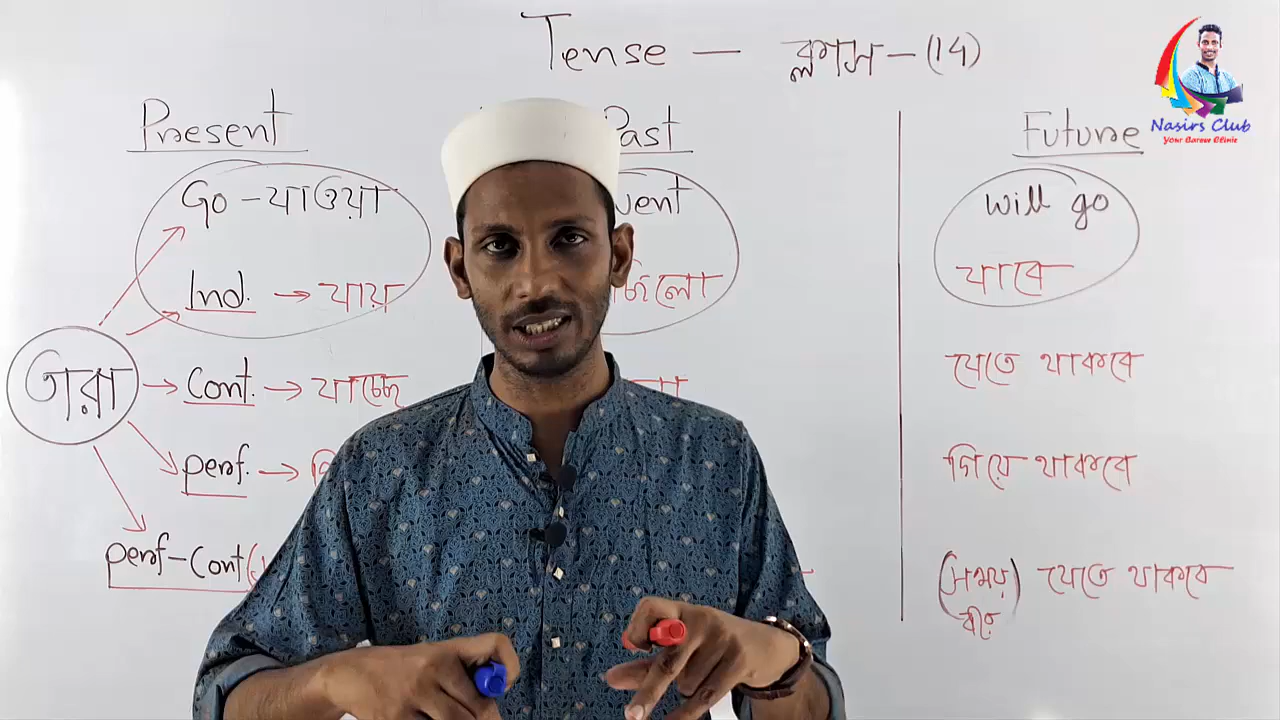 Tense — ক্লাস - (14)
Nasirs Club
Your Career Clinic
Present
Past
Future
Go - যাওয়া
Went
will go
Ind. → যায়
যাবে
তারা
Cont. → যাচ্ছে
যেতে থাকবে
perf. →
গিয়ে থাকবে
perf-Cont
(সময় ধরে) যেতে থাকবে